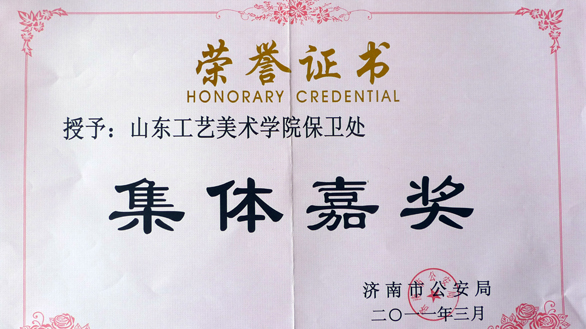 荣誉证书
HONORARY CREDENTIAL
授予：山东工艺美术学院保卫处
集体嘉奖
济南市公安局
二〇一一年三月